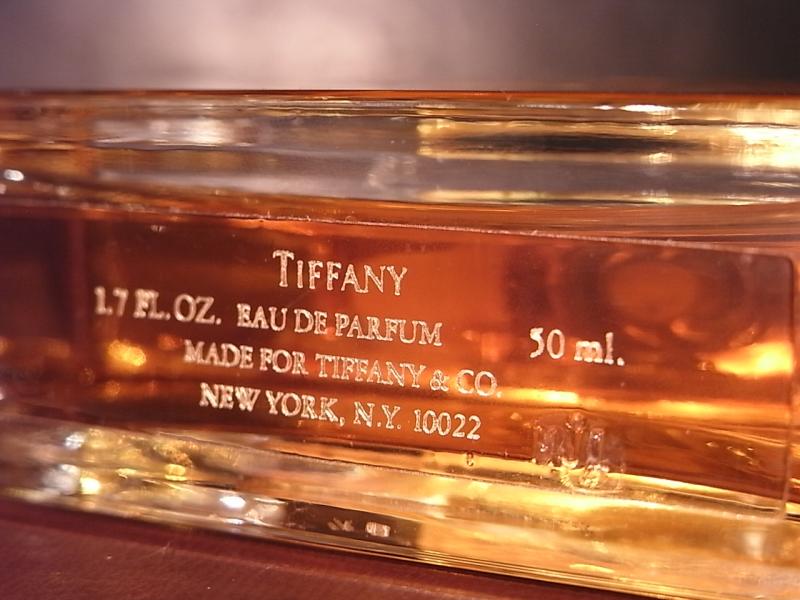 TIFFANY
1.7 FL. OZ. EAU DE PARFUM 50 ml.
MADE FOR TIFFANY & CO.
NEW YORK, N.Y. 10022